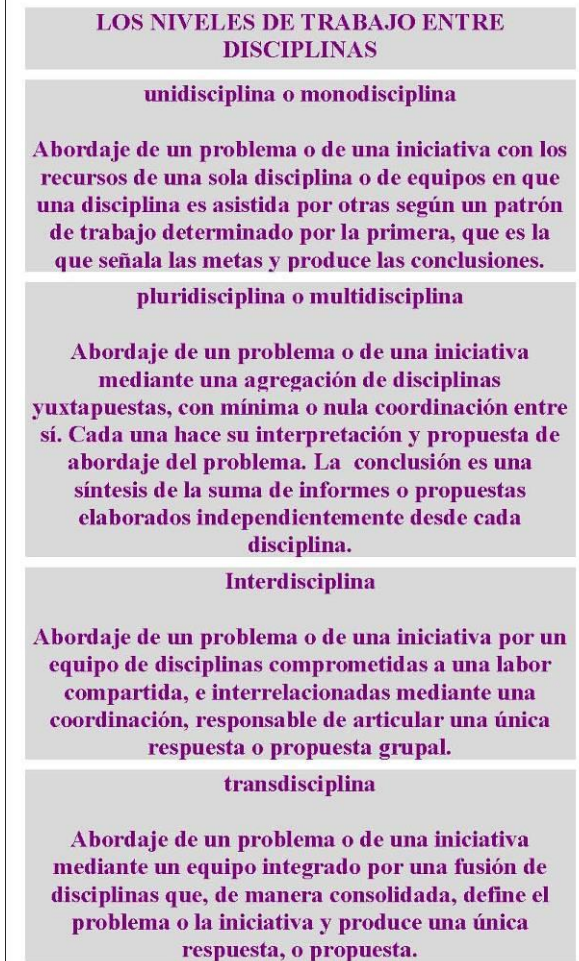 LOS NIVELES DE TRABAJO ENTRE
DISCIPLINAS
unidisciplina o monodisciplina
Abordaje de un problema o de una iniciativa con los
recursos de una sola disciplina o de equipos en que
una disciplina es asistida por otras según un patrón
de trabajo determinado por la primera, que es la
que señala las metas y produce las conclusiones.
pluridisciplina o multidisciplina
Abordaje de un problema o de una iniciativa
mediante una agregación de disciplinas
yuxtapuestas, con mínima o nula coordinación entre
sí. Cada una hace su interpretación y propuesta de
abordaje del problema. La conclusión es una
síntesis de la suma de informes o propuestas
elaborados independientemente desde cada
disciplina.
Interdisciplina
Abordaje de un problema o de una iniciativa por un
equipo de disciplinas comprometidas a una labor
compartida, e interrelacionadas mediante una
coordinación, responsable de articular una única
respuesta o propuesta grupal.
transdisciplina
Abordaje de un problema o de una iniciativa
mediante un equipo integrado por una fusión de
disciplinas que, de manera consolidada, define el
problema o la iniciativa y produce una única
respuesta, o propuesta.